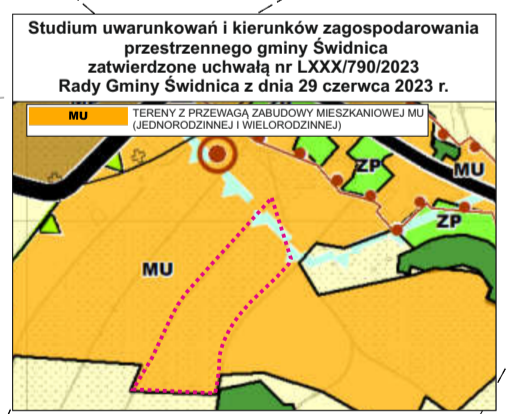 Studium uwarunkowań i kierunków zagospodarowania
przestrzennego gminy Świdnica
zatwierdzone uchwałą nr LXXX/790/2023
Rady Gminy Świdnica z dnia 29 czerwca 2023 r.
MU TERENY Z PRZEWAGĄ ZABUDOWY MIESZKANIOWEJ MU
(JEDNORODZINNEJ I WIELORODZINNEJ)
ZP
MU
ZP
MU